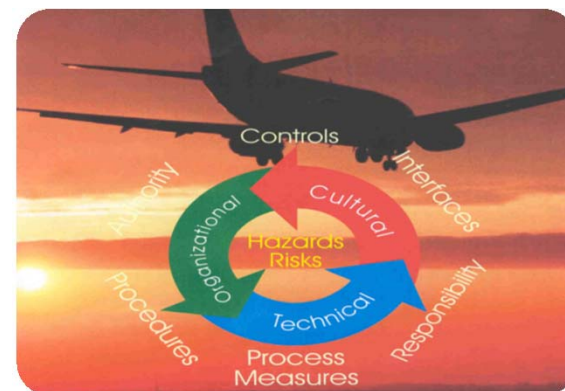 Controls
Authority
Interfaces
Cultural
Organizational
Hazards
Risks
Technical
Procedures
Responsibility
Process
Measures